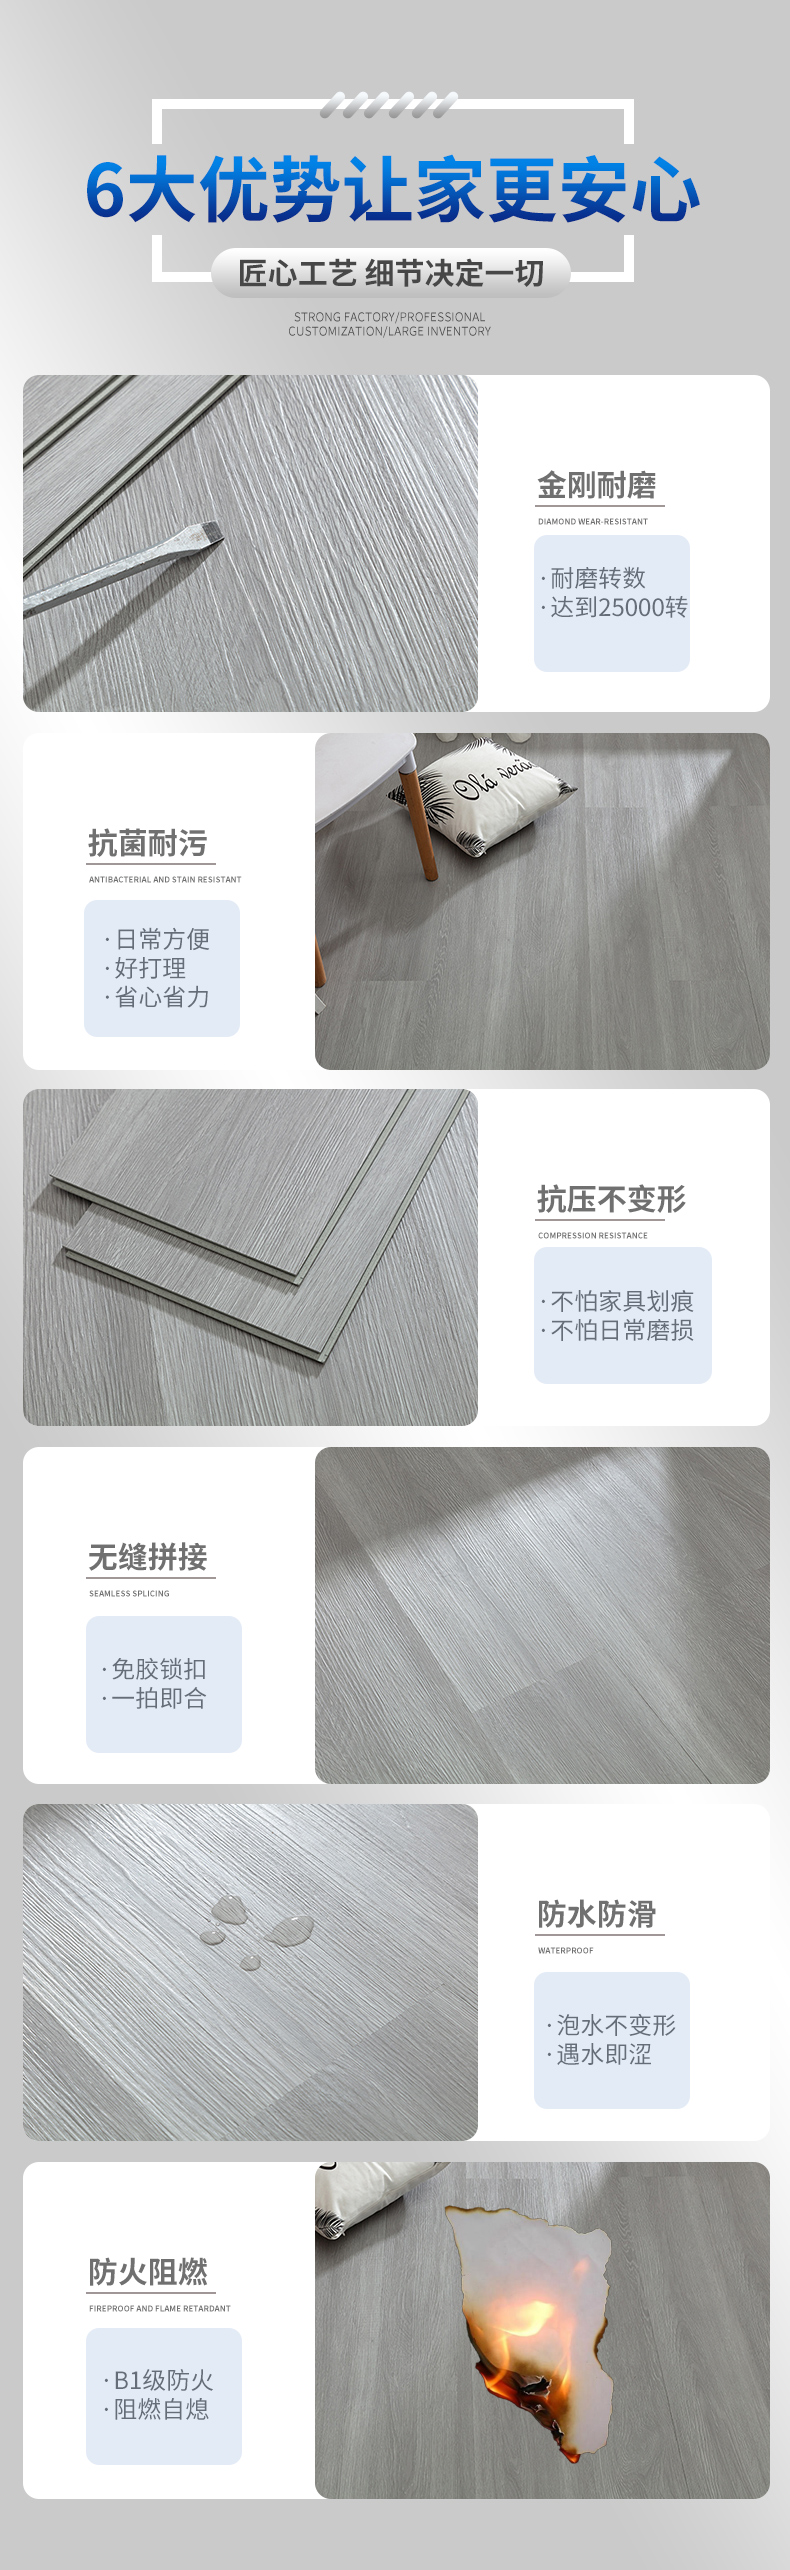 6大优势让家更安心
匠心工艺 细节决定一切
STRONG FACTORY/PROFESSIONAL
CUSTOMIZATION/LARGE INVENTORY
金刚耐磨
DIAMOND WEAR-RESISTANT
·耐磨转数
·达到25000转
Olá verão
抗菌耐污
ANTIBACTERIAL AND STAIN RESISTANT
·日常方便
·好打理
·省心省力
抗压不变形
COMPRESSION RESISTANCE
·不怕家具划痕
·不怕日常磨损
无缝拼接
SEAMLESS SPLICING
·免胶锁扣
·一拍即合
防水防滑
WATERPROOF
·泡水不变形
·遇水即涩
防火阻燃
FIREPROOF AND FLAME RETARDANT
·B1级防火
·阻燃自熄